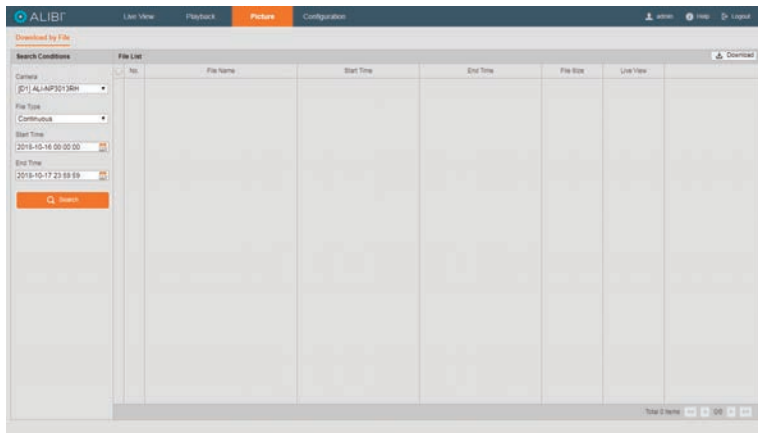 ALIBI Live View Playback Picture Configuration admin Help Logout
Download by File
Search Conditions File List Download
No. File Name Start Time End Time File Size Live View
Camera
[D1] ALI-NP3013RH
File Type
Continuous
Start Time
2018-10-16 00:00:00
End Time
2018-10-17 23:59:59
Search
Total 0 Items << < 0/0 > >>